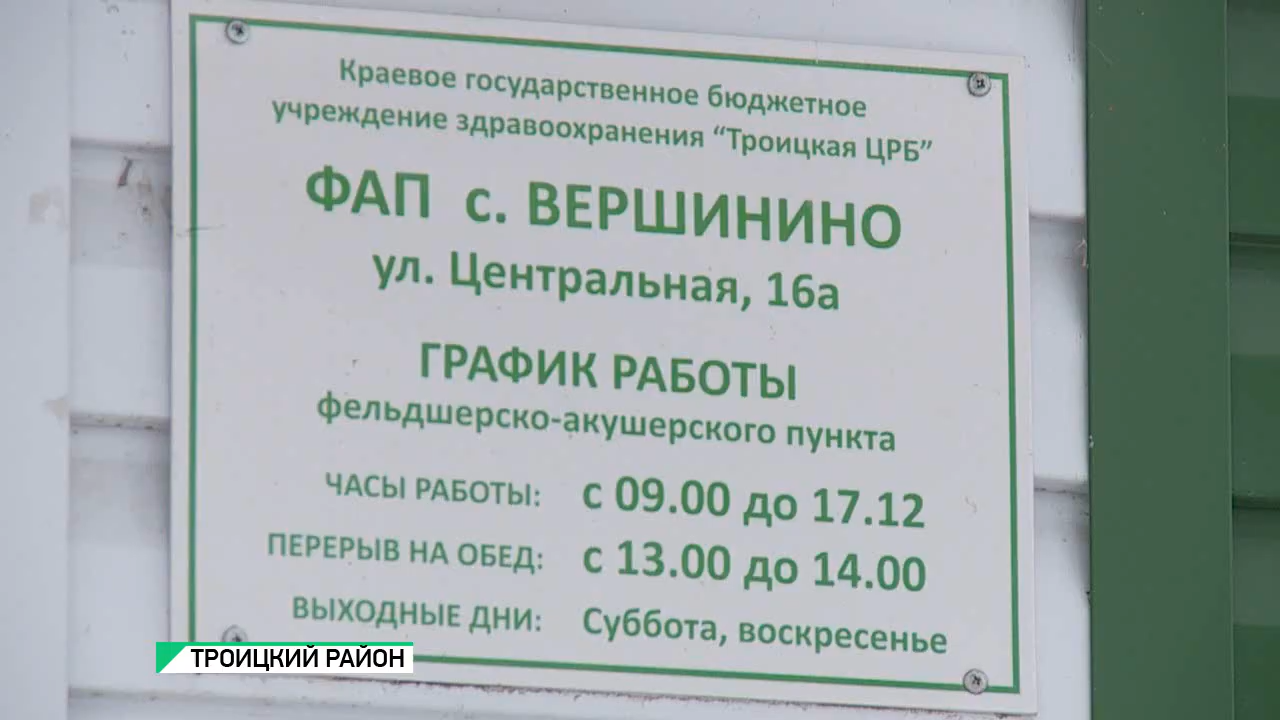 Краевое государственное бюджетное
учреждение здравоохранения “Троицкая ЦРБ”
ФАП с. ВЕРШИНИНО
ул. Центральная, 16а
ГРАФИК РАБОТЫ
фельдшерско-акушерского пункта
ЧАСЫ РАБОТЫ: с 09.00 до 17.12
ПЕРЕРЫВ НА ОБЕД: с 13.00 до 14.00
ВЫХОДНЫЕ ДНИ: Суббота, воскресенье
ТРОИЦКИЙ РАЙОН